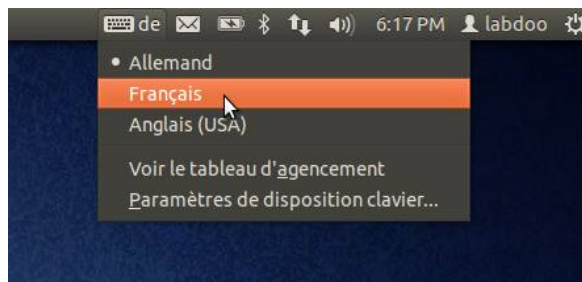 de 6:17 PM labdoo
Allemand
Français
Anglais (USA)
Voir le tableau d'agencement
Paramètres de disposition clavier...